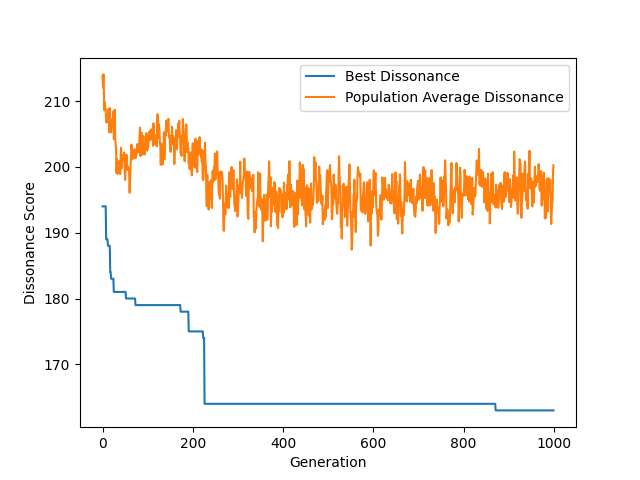 Best Dissonance
Population Average Dissonance
210
200
190
180
170
Dissonance Score
0 200 400 600 800 1000
Generation